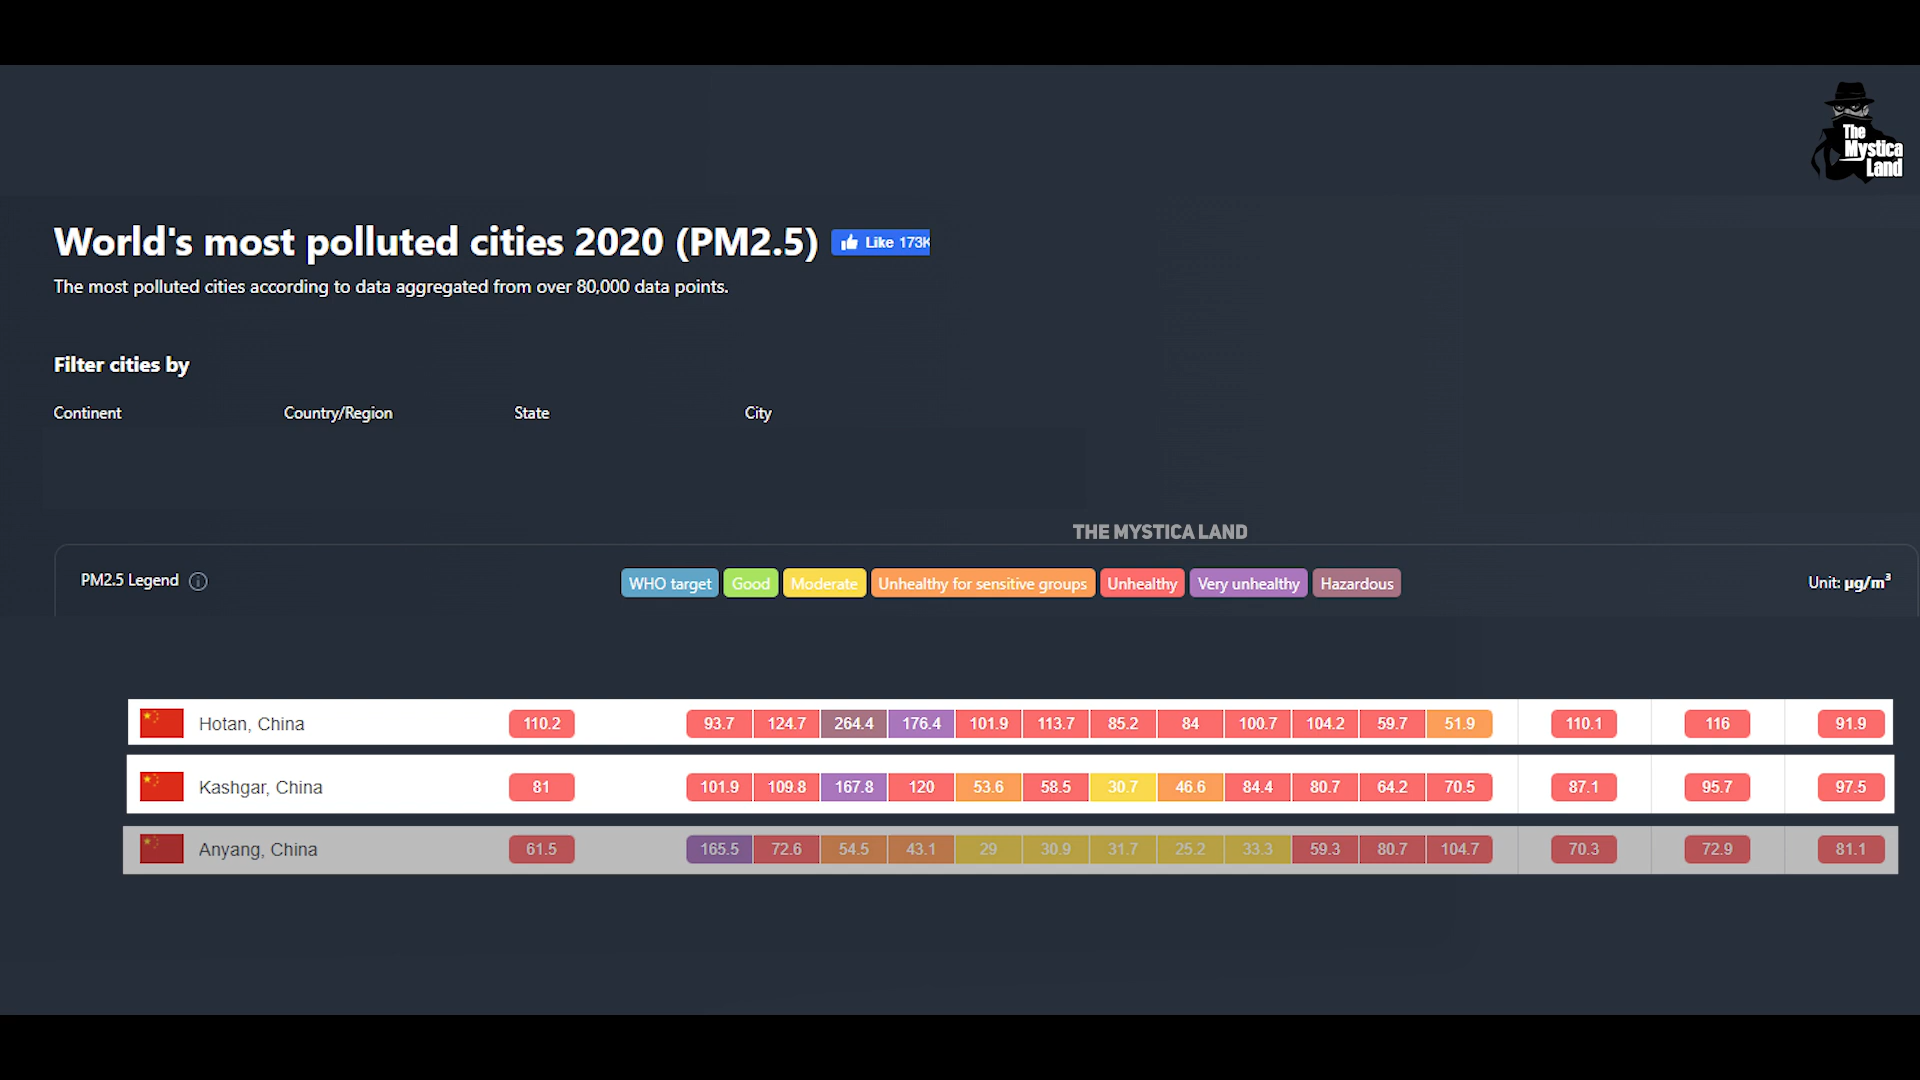 The
Mystica
Land
World's most polluted cities 2020 (PM2.5) Like 173K
The most polluted cities according to data aggregated from over 80,000 data points.
Filter cities by
Continent Country/Region State City
THE MYSTICA LAND
PM2.5 Legend WHO target Good Moderate Unhealthy for sensitive groups Unhealthy Very unhealthy Hazardous Unit: µg/m³
Hotan, China 110.2 93.7 124.7 264.4 176.4 101.9 113.7 85.2 84 100.7 104.2 59.7 51.9 110.1 116 91.9
Kashgar, China 81 101.9 109.8 167.8 120 53.6 58.5 30.7 46.6 84.4 80.7 64.2 70.5 87.1 95.7 97.5
Anyang, China 61.5 165.5 72.6 54.5 43.1 29 30.9 31.7 25.2 33.3 59.3 80.7 104.7 70.3 72.9 81.1